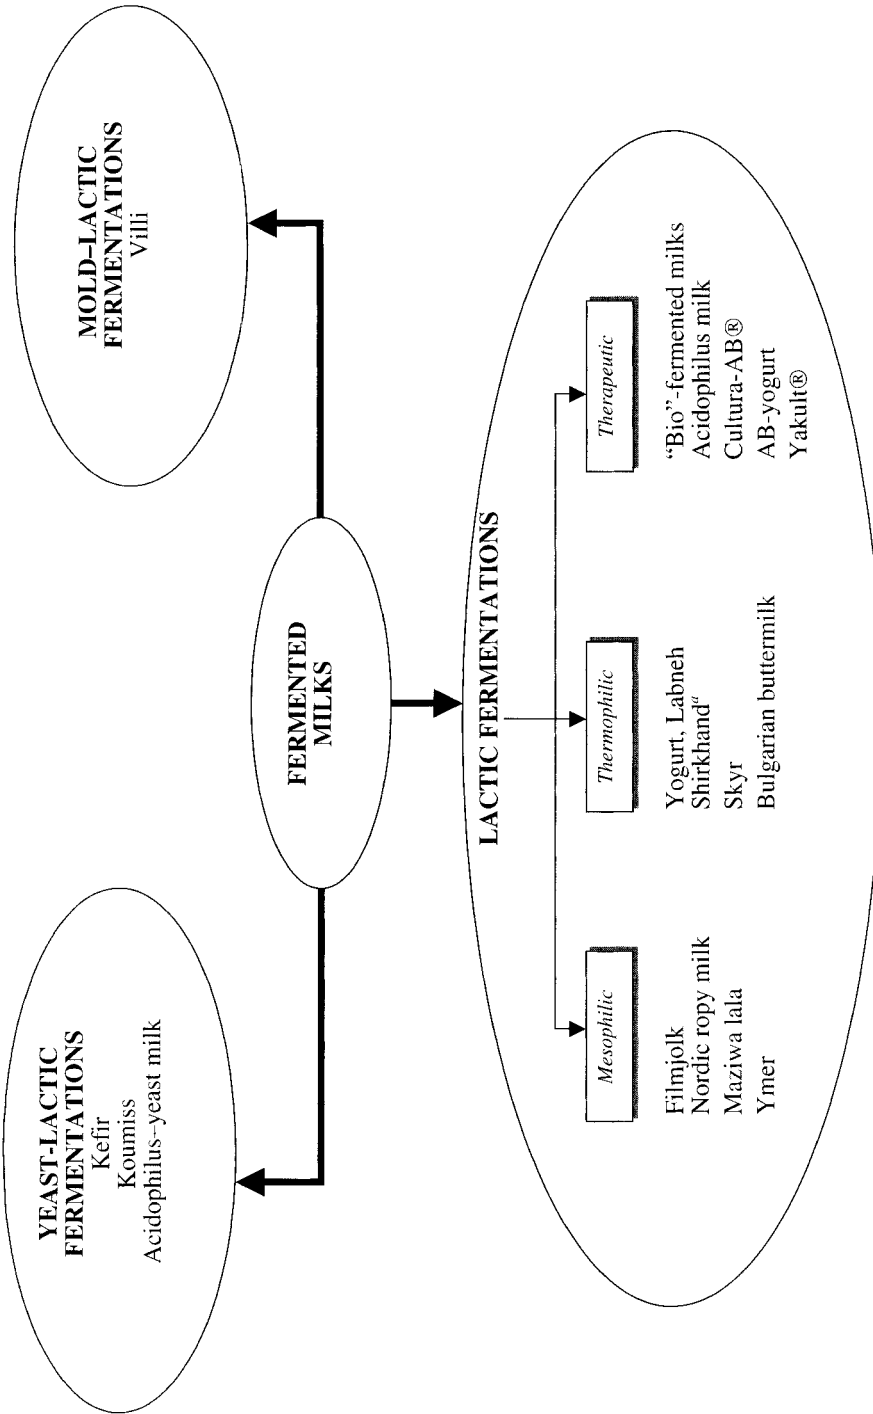 YEAST-LACTIC
FERMENTATIONS
Kefir
Koumiss
Acidophilus–yeast milk
MOLD–LACTIC
FERMENTATIONS
Villi
FERMENTED
MILKS
LACTIC FERMENTATIONS
Mesophilic
Filmjolk
Nordic ropy milk
Maziwa lala
Ymer
Thermophilic
Yogurt, Labneh
Shirkhandᵃ
Skyr
Bulgarian buttermilk
Therapeutic
“Bio”-fermented milks
Acidophilus milk
Cultura-AB®
AB-yogurt
Yakult®